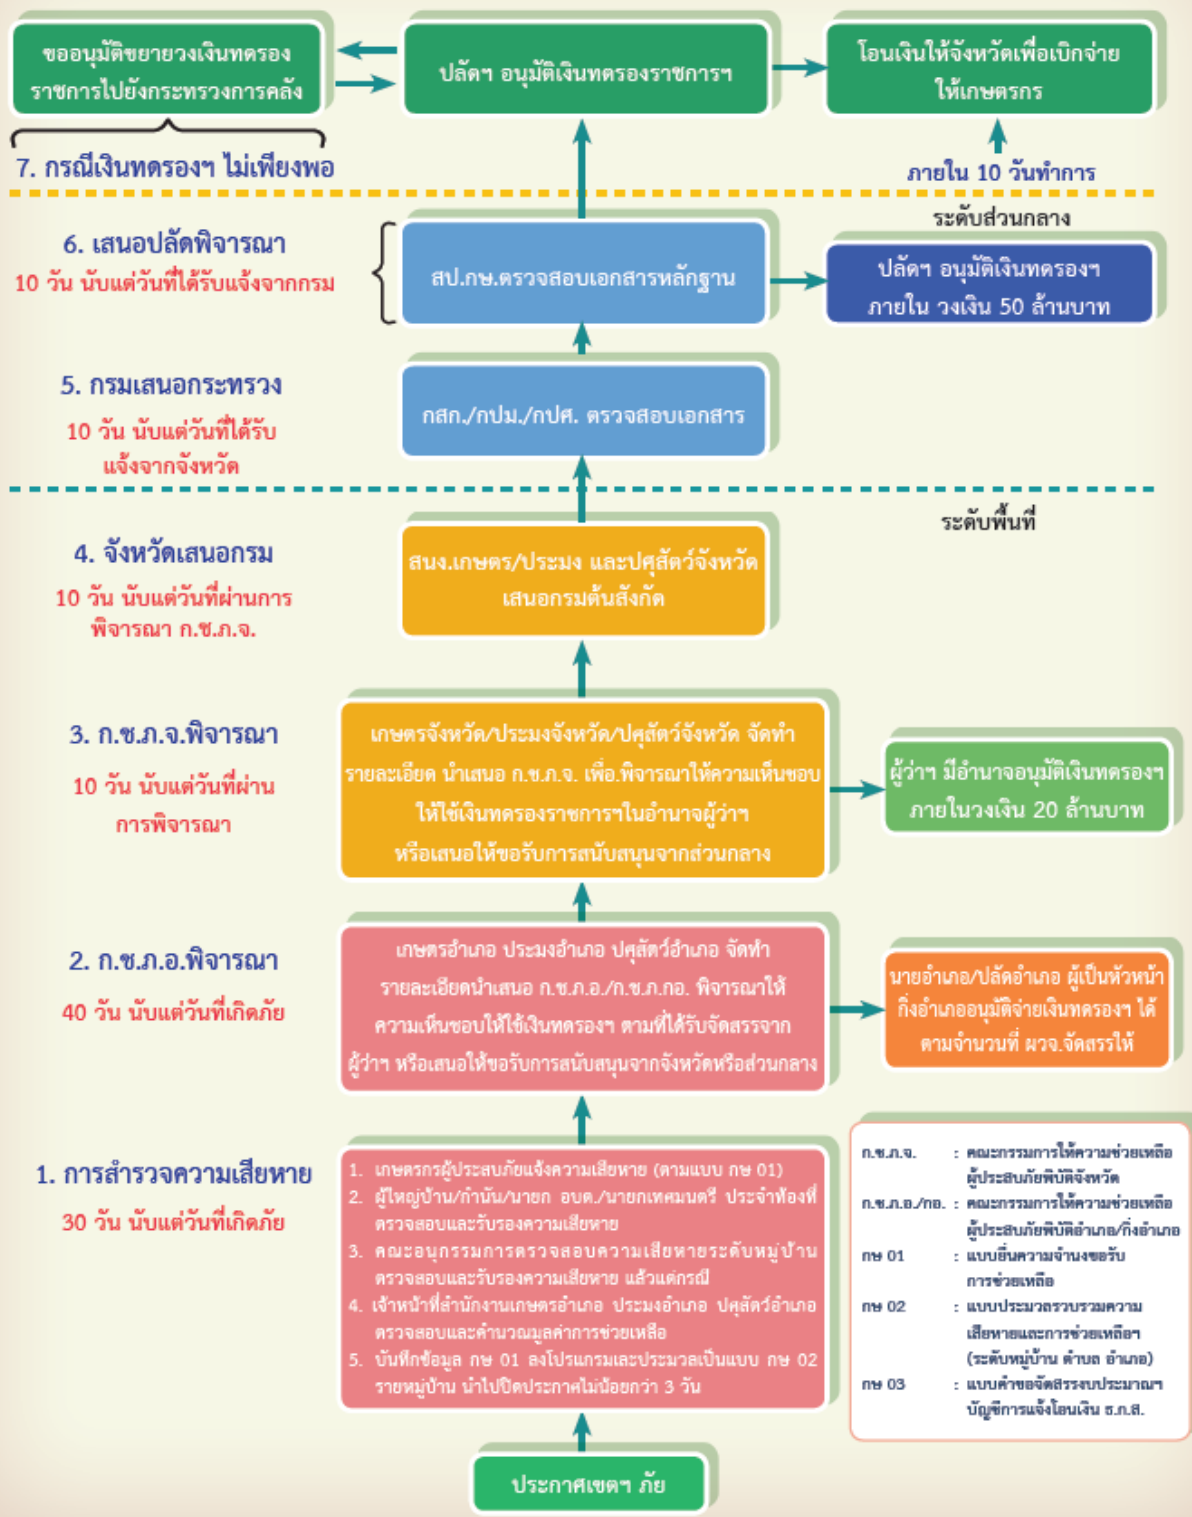 ขออนุมัติขยายวงเงินทดรอง
ราชการไปยังกระทรวงการคลัง
ปลัดฯ อนุมัติเงินทดรองราชการฯ
โอนเงินให้จังหวัดเพื่อเบิกจ่าย
ให้เกษตรกร
7. กรณีเงินทดรองฯ ไม่เพียงพอ
ภายใน 10 วันทำการ
ระดับส่วนกลาง
6. เสนอปลัดพิจารณา
10 วัน นับแต่วันที่ได้รับแจ้งจากกรม
สป.กษ.ตรวจสอบเอกสารหลักฐาน
ปลัดฯ อนุมัติเงินทดรองฯ
ภายใน วงเงิน 50 ล้านบาท
5. กรมเสนอกระทรวง
10 วัน นับแต่วันที่ได้รับ
แจ้งจากจังหวัด
กสก./กปม./กปศ. ตรวจสอบเอกสาร
ระดับพื้นที่
4. จังหวัดเสนอกรม
10 วัน นับแต่วันที่ผ่านการ
พิจารณา ก.ช.ภ.จ.
สนง.เกษตร/ประมง และปศุสัตว์จังหวัด
เสนอกรมต้นสังกัด
3. ก.ช.ภ.จ.พิจารณา
10 วัน นับแต่วันที่ผ่าน
การพิจารณา
เกษตรจังหวัด/ประมงจังหวัด/ปศุสัตว์จังหวัด จัดทำ
รายละเอียด นำเสนอ ก.ช.ภ.จ. เพื่อ.พิจารณาให้ความเห็นชอบ
ให้ใช้เงินทดรองราชการฯในอำนาจผู้ว่าฯ
หรือเสนอให้ขอรับการสนับสนุนจากส่วนกลาง
ผู้ว่าฯ มีอำนาจอนุมัติเงินทดรองฯ
ภายในวงเงิน 20 ล้านบาท
2. ก.ช.ภ.อ.พิจารณา
40 วัน นับแต่วันที่เกิดภัย
เกษตรอำเภอ ประมงอำเภอ ปศุสัตว์อำเภอ จัดทำ
รายละเอียดนำเสนอ ก.ช.ภ.อ./ก.ช.ภ.กอ. พิจารณาให้
ความเห็นชอบให้ใช้เงินทดรองฯ ตามที่ได้รับจัดสรรจาก
ผู้ว่าฯ หรือเสนอให้ขอรับการสนับสนุนจากจังหวัดหรือส่วนกลาง
นายอำเภอ/ปลัดอำเภอ ผู้เป็นหัวหน้า
กิ่งอำเภออนุมัติจ่ายเงินทดรองฯ ได้
ตามจำนวนที่ ผวจ.จัดสรรให้
1. การสำรวจความเสียหาย
30 วัน นับแต่วันที่เกิดภัย
1. เกษตรกรผู้ประสบภัยแจ้งความเสียหาย (ตามแบบ กษ 01)
2. ผู้ใหญ่บ้าน/กำนัน/นายก อบต./นายกเทศมนตรี ประจำท้องที่
ตรวจสอบและรับรองความเสียหาย
3. คณะอนุกรรมการตรวจสอบความเสียหายระดับหมู่บ้าน
ตรวจสอบและรับรองความเสียหาย แล้วแต่กรณี
4. เจ้าหน้าที่สำนักงานเกษตรอำเภอ ประมงอำเภอ ปศุสัตว์อำเภอ
ตรวจสอบและคำนวณมูลค่าการช่วยเหลือ
5. บันทึกข้อมูล กษ 01 ลงโปรแกรมและประมวลเป็นแบบ กษ 02
รายหมู่บ้าน นำไปปิดประกาศไม่น้อยกว่า 3 วัน
ก.ช.ภ.จ. : คณะกรรมการให้ความช่วยเหลือ
ผู้ประสบภัยพิบัติจังหวัด
ก.ช.ภ.อ./กอ. : คณะกรรมการให้ความช่วยเหลือ
ผู้ประสบภัยพิบัติอำเภอ/กิ่งอำเภอ
กษ 01 : แบบยื่นความจำนงขอรับ
การช่วยเหลือ
กษ 02 : แบบประมวลรวบรวมความ
เสียหายและการช่วยเหลือฯ
(ระดับหมู่บ้าน ตำบล อำเภอ)
กษ 03 : แบบคำขอจัดสรรงบประมาณฯ
บัญชีการแจ้งโอนเงิน ธ.ก.ส.
ประกาศเขตฯ ภัย